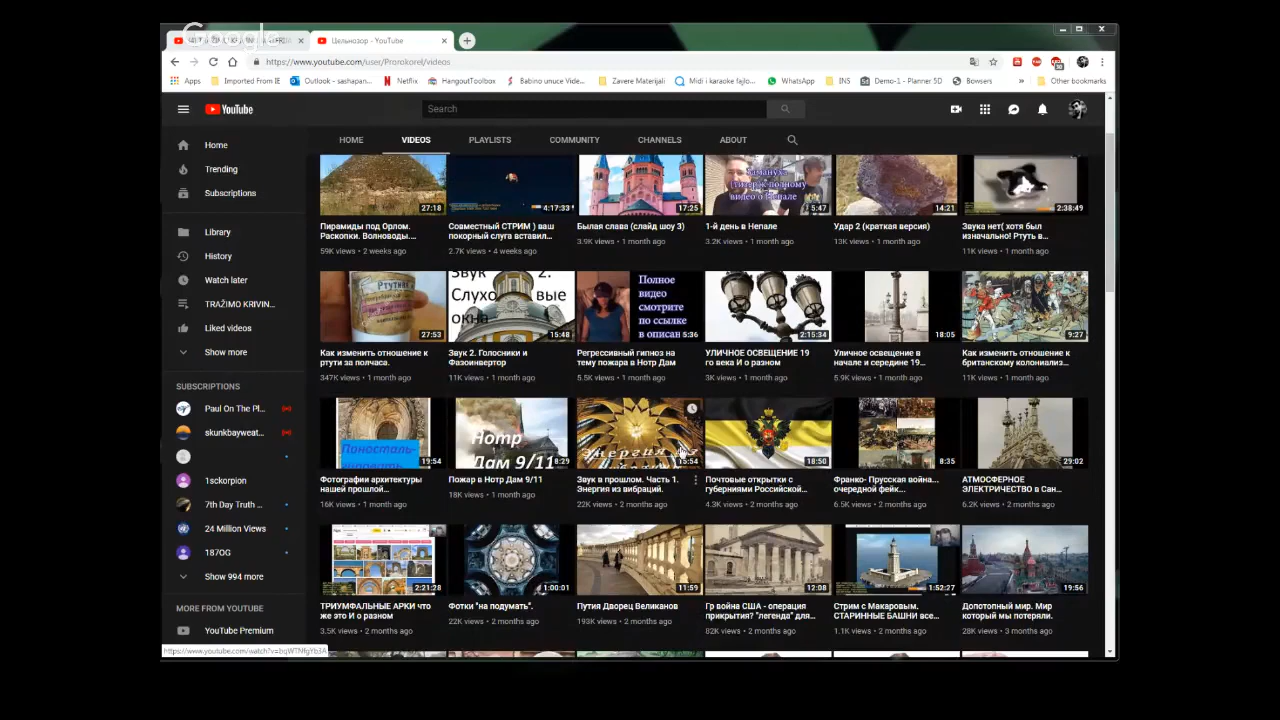 Google
Цельнозор - YouTube
https://www.youtube.com/user/Prorokorel/videos
Apps
Imported From IE
Outlook - sashapan...
Netflix
HangoutToolbox
Babino unuce Vide...
Zavere Materijali
Midi i karaoke fajlo...
WhatsApp
INS
Demo-1 - Planner 5D
Bowsers
»
Other bookmarks
YouTube
Search
HOME
VIDEOS
PLAYLISTS
COMMUNITY
CHANNELS
ABOUT
Home
Trending
Subscriptions
Library
History
Watch later
TRAŽIMO KRIVIN...
Liked videos
Show more
SUBSCRIPTIONS
Paul On The Pl...
skunkbayweat...
1sckorpion
7th Day Truth ...
24 Million Views
187OG
Show 994 more
MORE FROM YOUTUBE
YouTube Premium
27:18
4:17:33
17:25
Замануха
полному
видео о Непале
5:47
14:21
2:38:49
Пирамиды под Орлом.
Раскопки. Волноводы....
59K views • 2 weeks ago
Совместный СТРИМ ) ваш
покорный слуга вставил...
2.7K views • 4 weeks ago
Былая слава (слайд шоу 3)
3.9K views • 1 month ago
1-й день в Непале
3.2K views • 1 month ago
Удар 2 (краткая версия)
13K views • 1 month ago
Звука нет( хотя был
изначально! Ртуть в...
11K views • 1 month ago
Ртутная
27:53
Звук 2.
Слуховые
окна
15:48
Полное
видео
смотрите
по ссылке
в описан
5:36
2:15:34
18:05
9:27
Как изменить отношение к
ртути за полчаса.
347K views • 1 month ago
Звук 2. Голосники и
Фазоинвертор
11K views • 1 month ago
Регрессивный гипноз на
тему пожара в Нотр Дам
5.5K views • 1 month ago
УЛИЧНОЕ ОСВЕЩЕНИЕ 19
го века И о разном
3K views • 1 month ago
Уличное освещение в
начале и середине 19...
5.9K views • 1 month ago
Как изменить отношение к
британскому колониализ...
11K views • 1 month ago
Поносталь-
жировать
19:54
Нотр
Дам 9/11
8:29
Энергия из
15:54
18:50
8:35
29:02
Фотографии архитектуры
нашей прошлой...
16K views • 1 month ago
Пожар в Нотр Дам 9/11
18K views • 1 month ago
Звук в прошлом. Часть 1.
Энергия из вибраций.
22K views • 2 months ago
Почтовые открытки с
губерниями Российской...
4.3K views • 2 months ago
Франко- Прусская война...
очередной фейк...
6.5K views • 2 months ago
АТМОСФЕРНОЕ
ЭЛЕКТРИЧЕСТВО в Сан...
6.2K views • 2 months ago
2:21:28
1:00:01
11:59
12:08
1:52:27
19:56
ТРИУМФАЛЬНЫЕ АРКИ что
же это И о разном
3.5K views • 2 months ago
Фотки "на подумать".
22K views • 2 months ago
Путия Дворец Великанов
193K views • 2 months ago
Гр война США - операция
прикрытия? "легенда" для...
82K views • 2 months ago
Стрим с Макаровым.
СТАРИННЫЕ БАШНИ все...
1.1K views • 2 months ago
Допотопный мир. Мир
который мы потеряли.
28K views • 3 months ago
https://www.youtube.com/watch?v=bqWTNfgYb3A